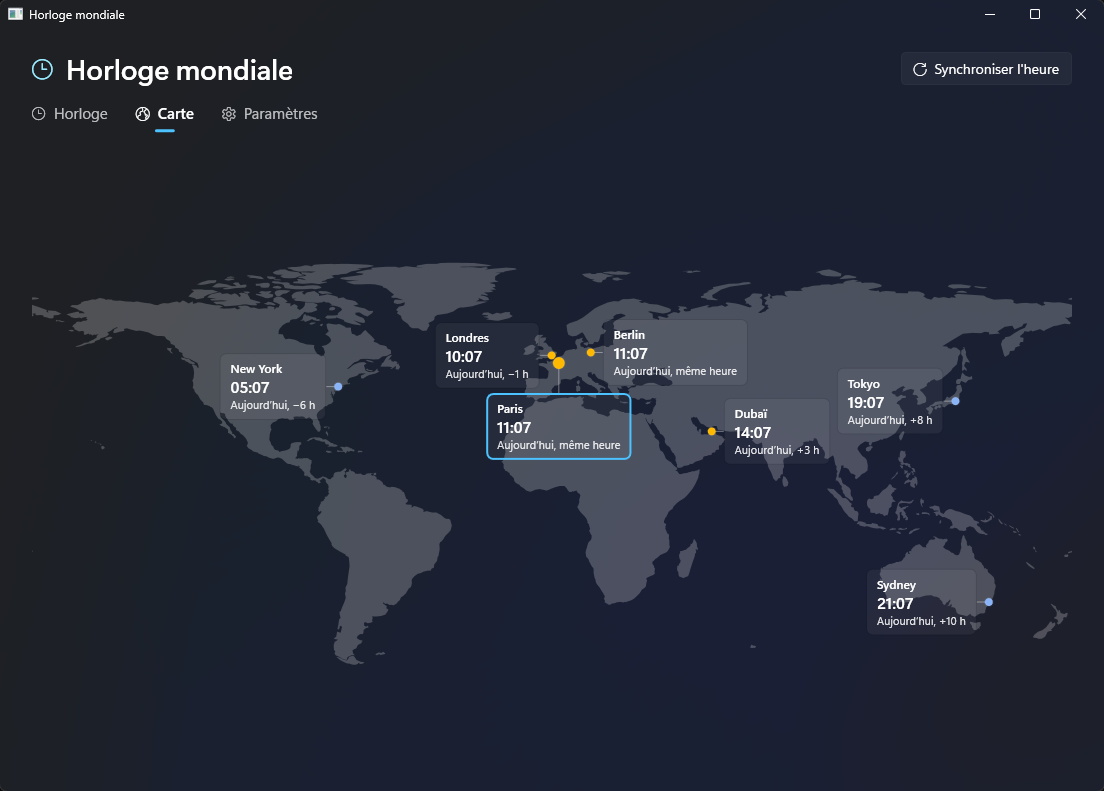 Horloge mondiale
Horloge mondiale
Synchroniser l'heure
Horloge
Carte
Paramètres
Londres
10:07
Aujourd’hui, −1 h
Berlin
11:07
Aujourd’hui, même heure
New York
05:07
Aujourd’hui, −6 h
Tokyo
19:07
Aujourd’hui, +8 h
Paris
11:07
Aujourd’hui, même heure
Dubaï
14:07
Aujourd’hui, +3 h
Sydney
21:07
Aujourd’hui, +10 h